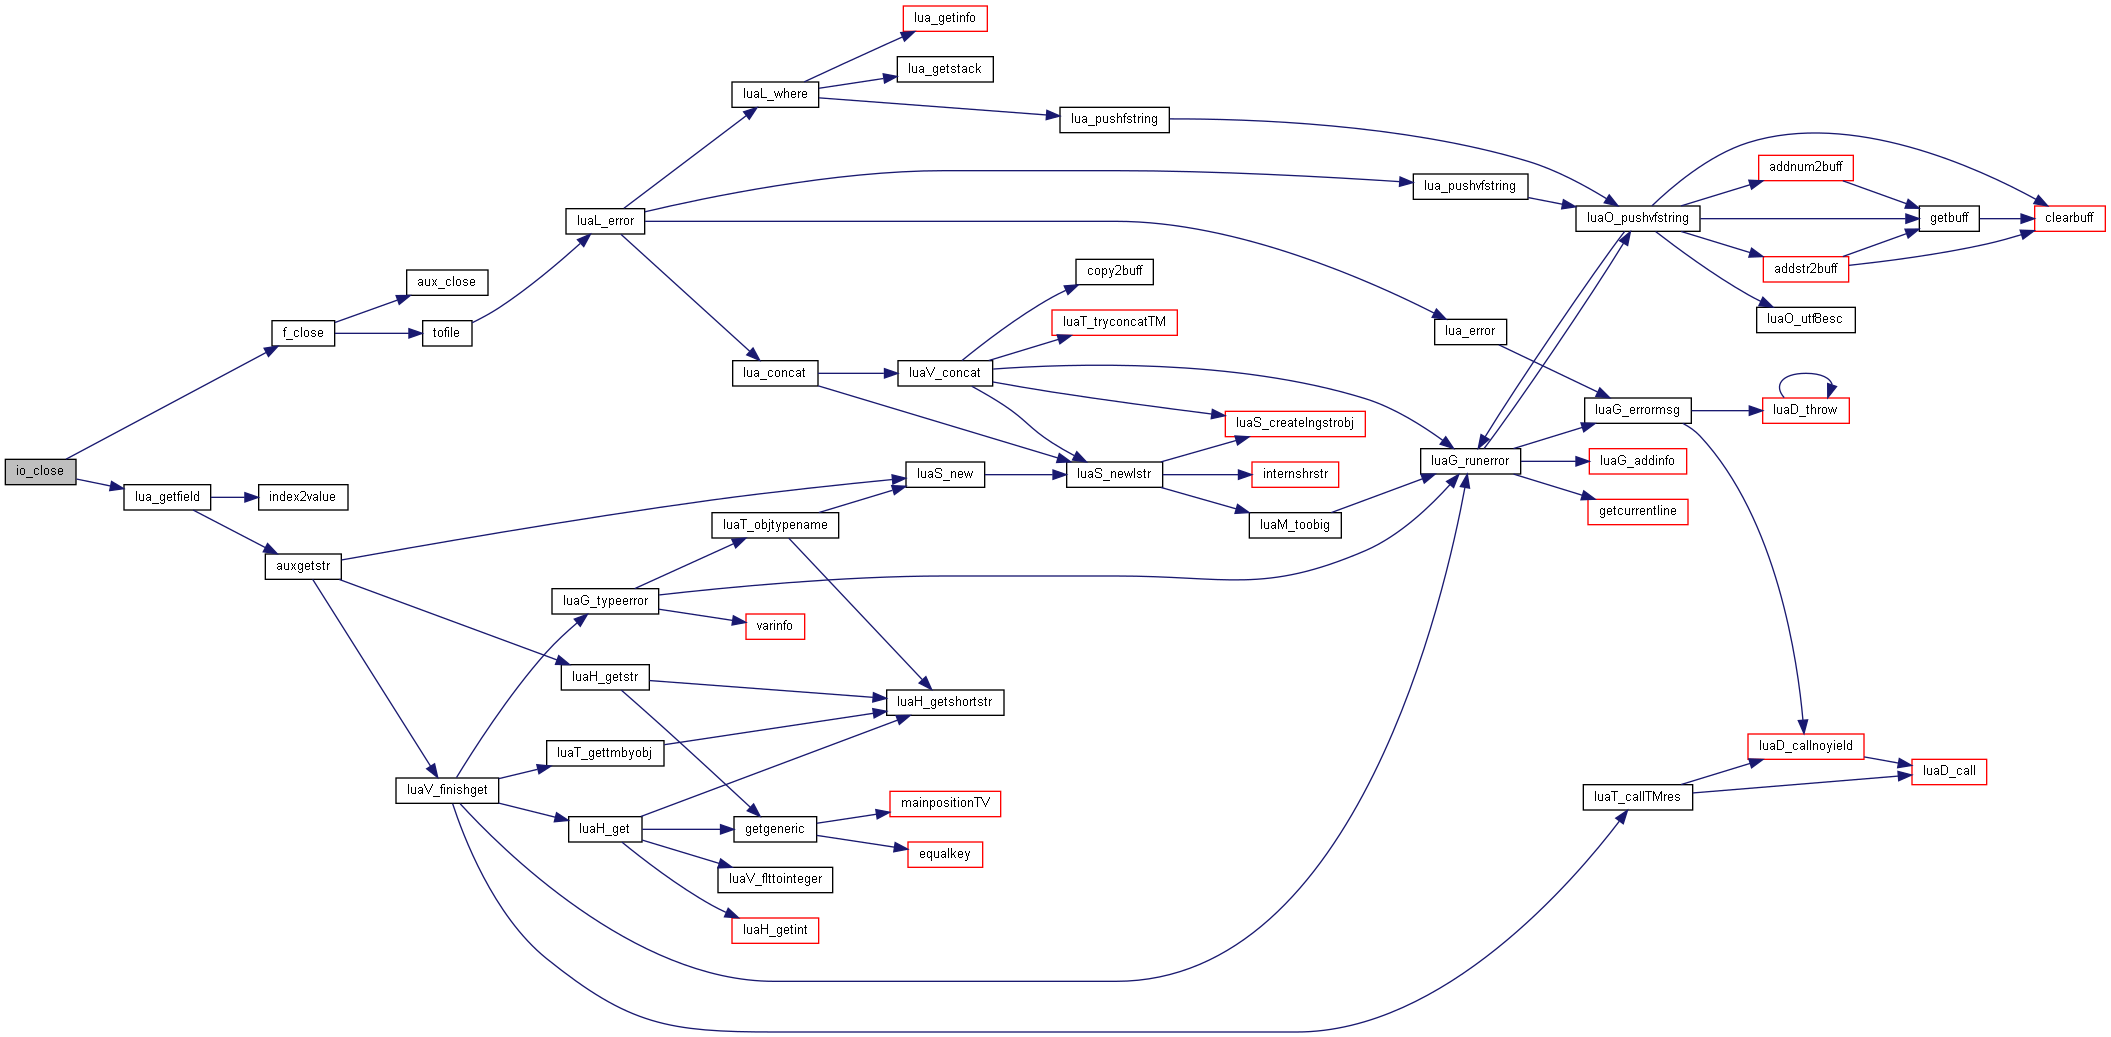 lua_getinfo
lua_getstack
luaL_where
lua_pushfstring
addnum2buff
lua_pushvfstring
luaL_error
luaO_pushvfstring
getbuff
clearbuff
copy2buff
addstr2buff
aux_close
luaT_tryconcatTM
luaO_utf8esc
f_close
tofile
lua_error
lua_concat
luaV_concat
luaG_errormsg
luaD_throw
luaS_createlngstrobj
io_close
luaG_runerror
luaG_addinfo
lua_getfield
index2value
luaS_new
luaS_newlstr
internshrstr
getcurrentline
luaT_objtypename
luaM_toobig
auxgetstr
luaG_typeerror
varinfo
luaH_getstr
luaH_getshortstr
luaT_gettmbyobj
luaD_callnoyield
luaD_call
luaV_finishget
luaT_callTMres
mainpositionTV
luaH_get
getgeneric
equalkey
luaV_flttointeger
luaH_getint